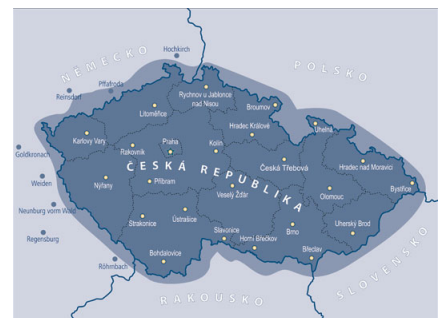 Hochkirch
NĚMECKO
POLSKO
Pffafroda
Reinsdorf
Rychnov u Jablonce
nad Nisou
Broumov
Litoměřice
Uhelná
Hradec Králové
Karlovy Vary
Praha
Rakovník
Kolín
Goldkronach
ČESKÁ REPUBLIKA
Česká Třebová
Hradec nad Moravicí
Weiden
Nýřany
Příbram
Veselý Žďár
Olomouc
Bystřice
Neunburg vorm Wald
Strakonice
Ústrašice
Uherský Brod
Slavonice
Brno
Regensburg
Horní Břečkov
Břeclav
Röhrnbach
Bohdalovice
SLOVENSKO
RAKOUSKO